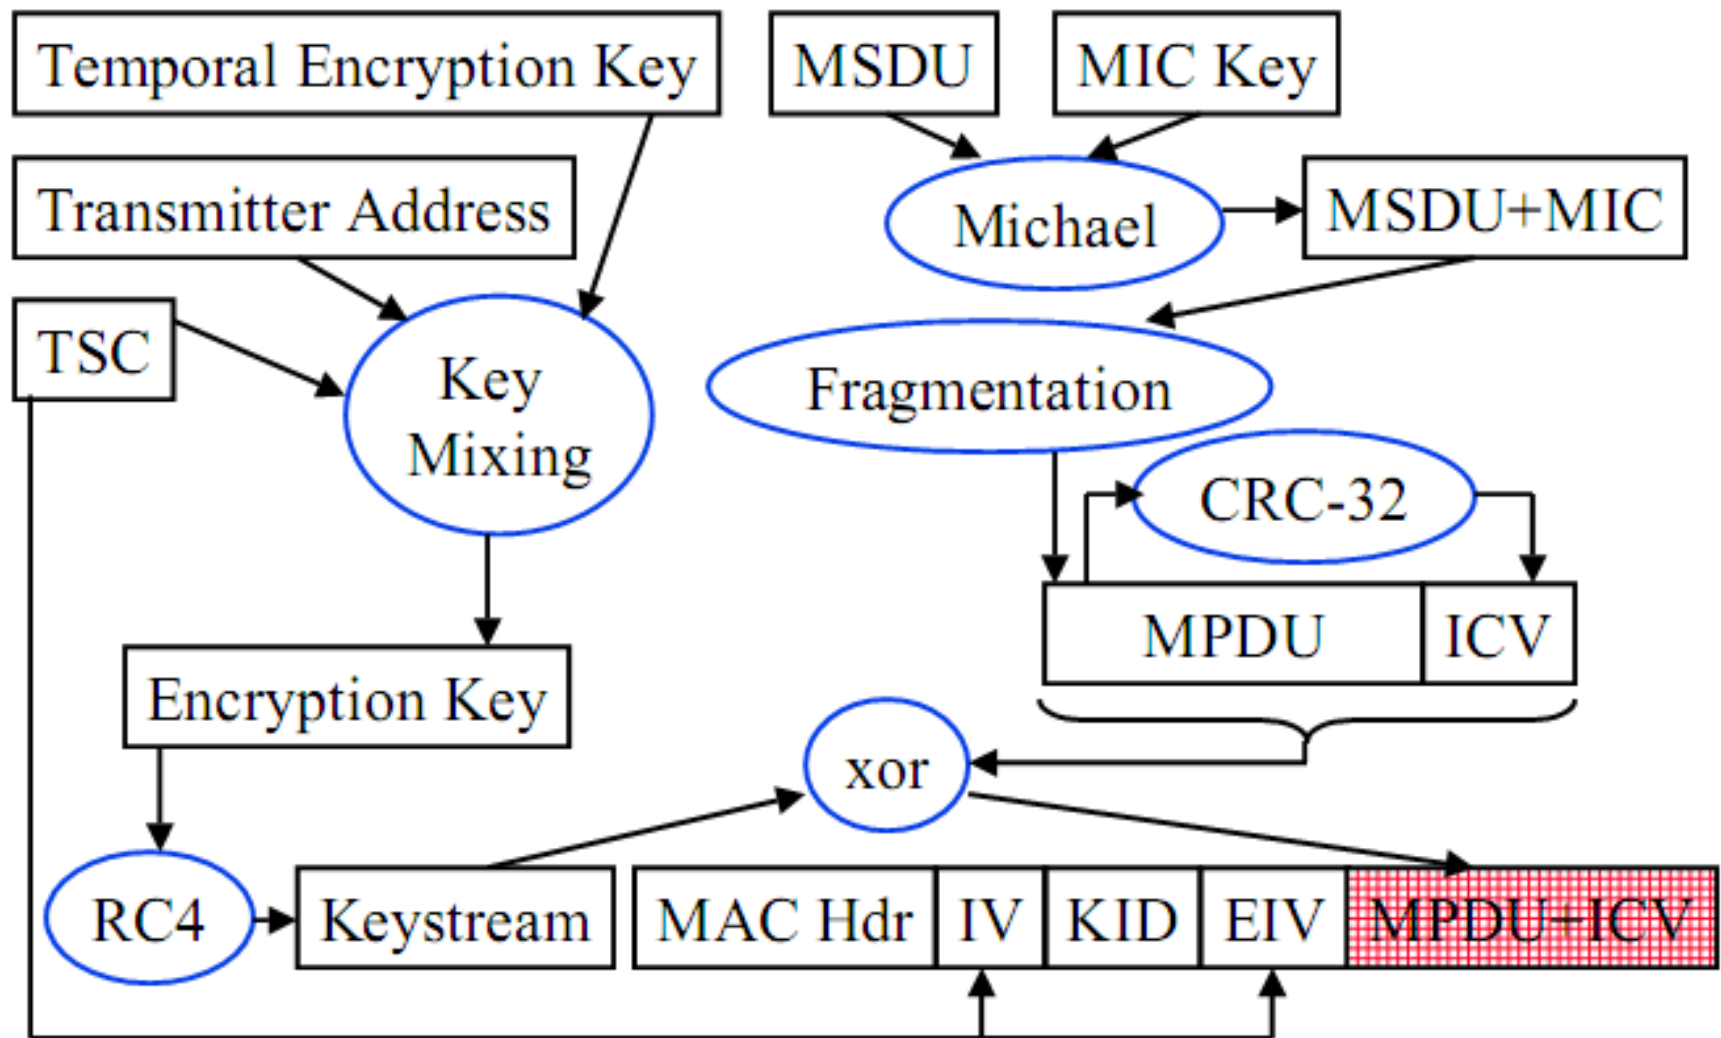 Temporal Encryption Key
MSDU
MIC Key
Transmitter Address
Michael
MSDU+MIC
TSC
Key
Mixing
Fragmentation
CRC-32
MPDU
ICV
Encryption Key
xor
RC4
Keystream
MAC Hdr
IV
KID
EIV
MPDU+ICV